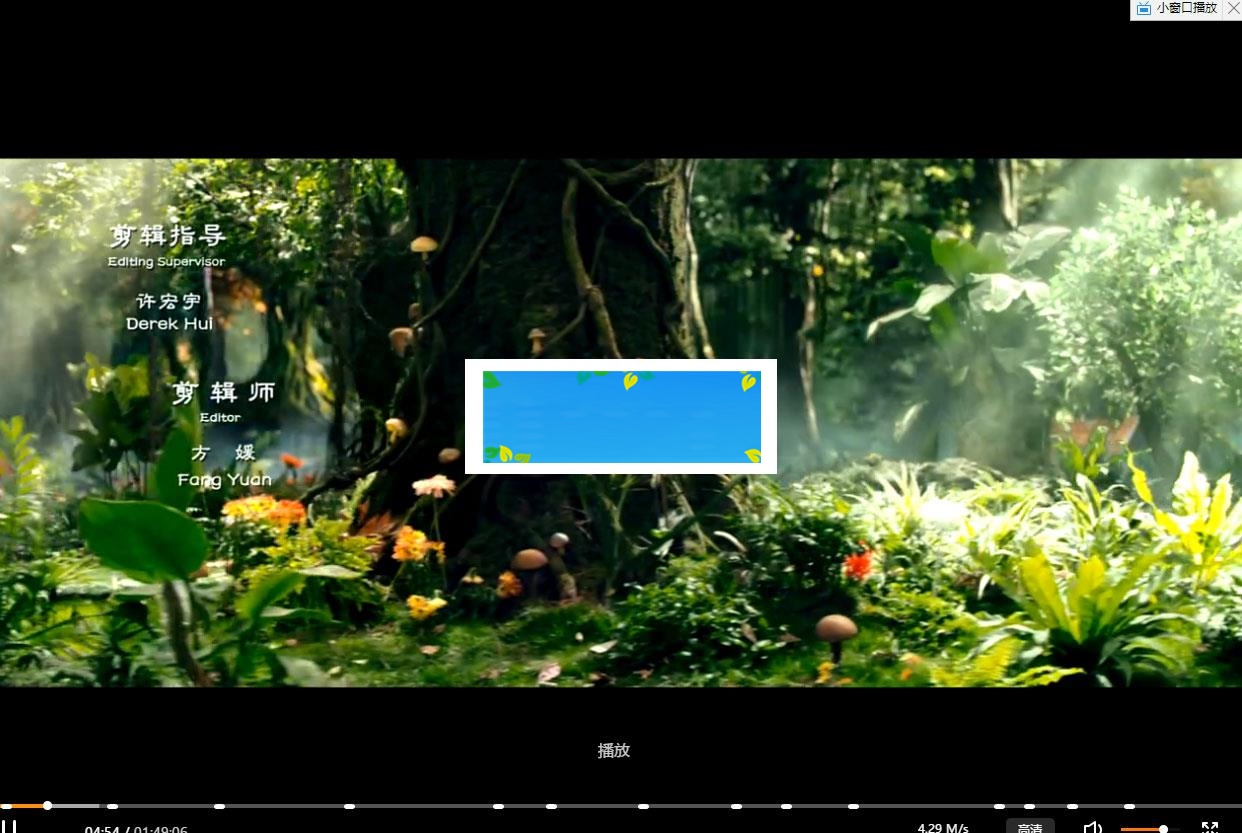 小窗口播放
剪辑指导
Editing Supervisor
许宏宇
Derek Hui
剪辑师
Editor
方 媛
Fang Yuan
播放
04:54 / 01:49:06
4.29 M/s
高清